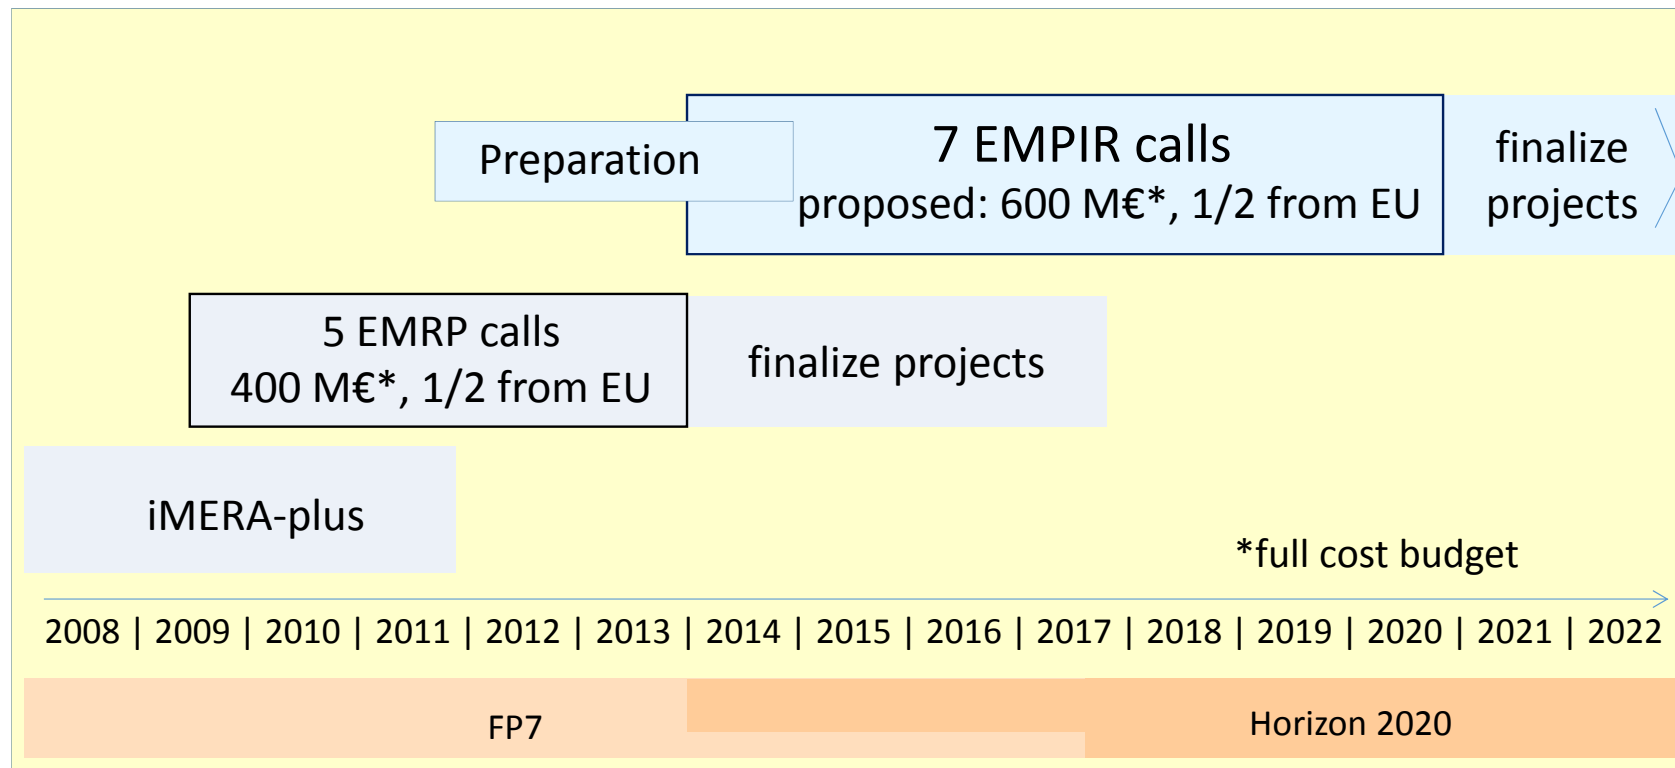 Preparation
7 EMPIR calls
proposed: 600 M€*, 1/2 from EU
finalize
projects
5 EMRP calls
400 M€*, 1/2 from EU
finalize projects
iMERA-plus
*full cost budget
2008 | 2009 | 2010 | 2011 | 2012 | 2013 | 2014 | 2015 | 2016 | 2017 | 2018 | 2019 | 2020 | 2021 | 2022
FP7
Horizon 2020